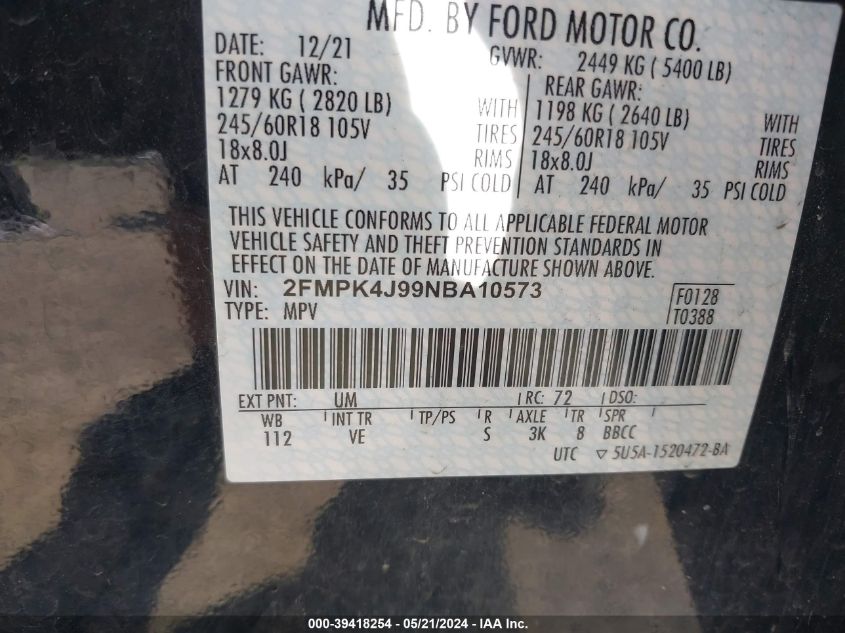 MFD. BY FORD MOTOR CO.
DATE: 12/21 GVWR: 2449 KG ( 5400 LB)
FRONT GAWR: REAR GAWR:
1279 KG ( 2820 LB) WITH 1198 KG ( 2640 LB) WITH
245/60R18 105V TIRES 245/60R18 105V TIRES
18x8.0J RIMS 18x8.0J RIMS
AT 240 kPa/ 35 PSI COLD AT 240 kPa/ 35 PSI COLD
THIS VEHICLE CONFORMS TO ALL APPLICABLE FEDERAL MOTOR
VEHICLE SAFETY AND THEFT PREVENTION STANDARDS IN
EFFECT ON THE DATE OF MANUFACTURE SHOWN ABOVE.
VIN: 2FMPK4J99NBA10573 F0128
TYPE: MPV T0388
EXT PNT: UM RC: 72 DSO:
WB INT TR TP/PS R AXLE TR SPR
112 VE S 3K 8 BBCC
UTC ▽ 5U5A-1520472-BA
000-39418254 - 05/21/2024 - IAA Inc.